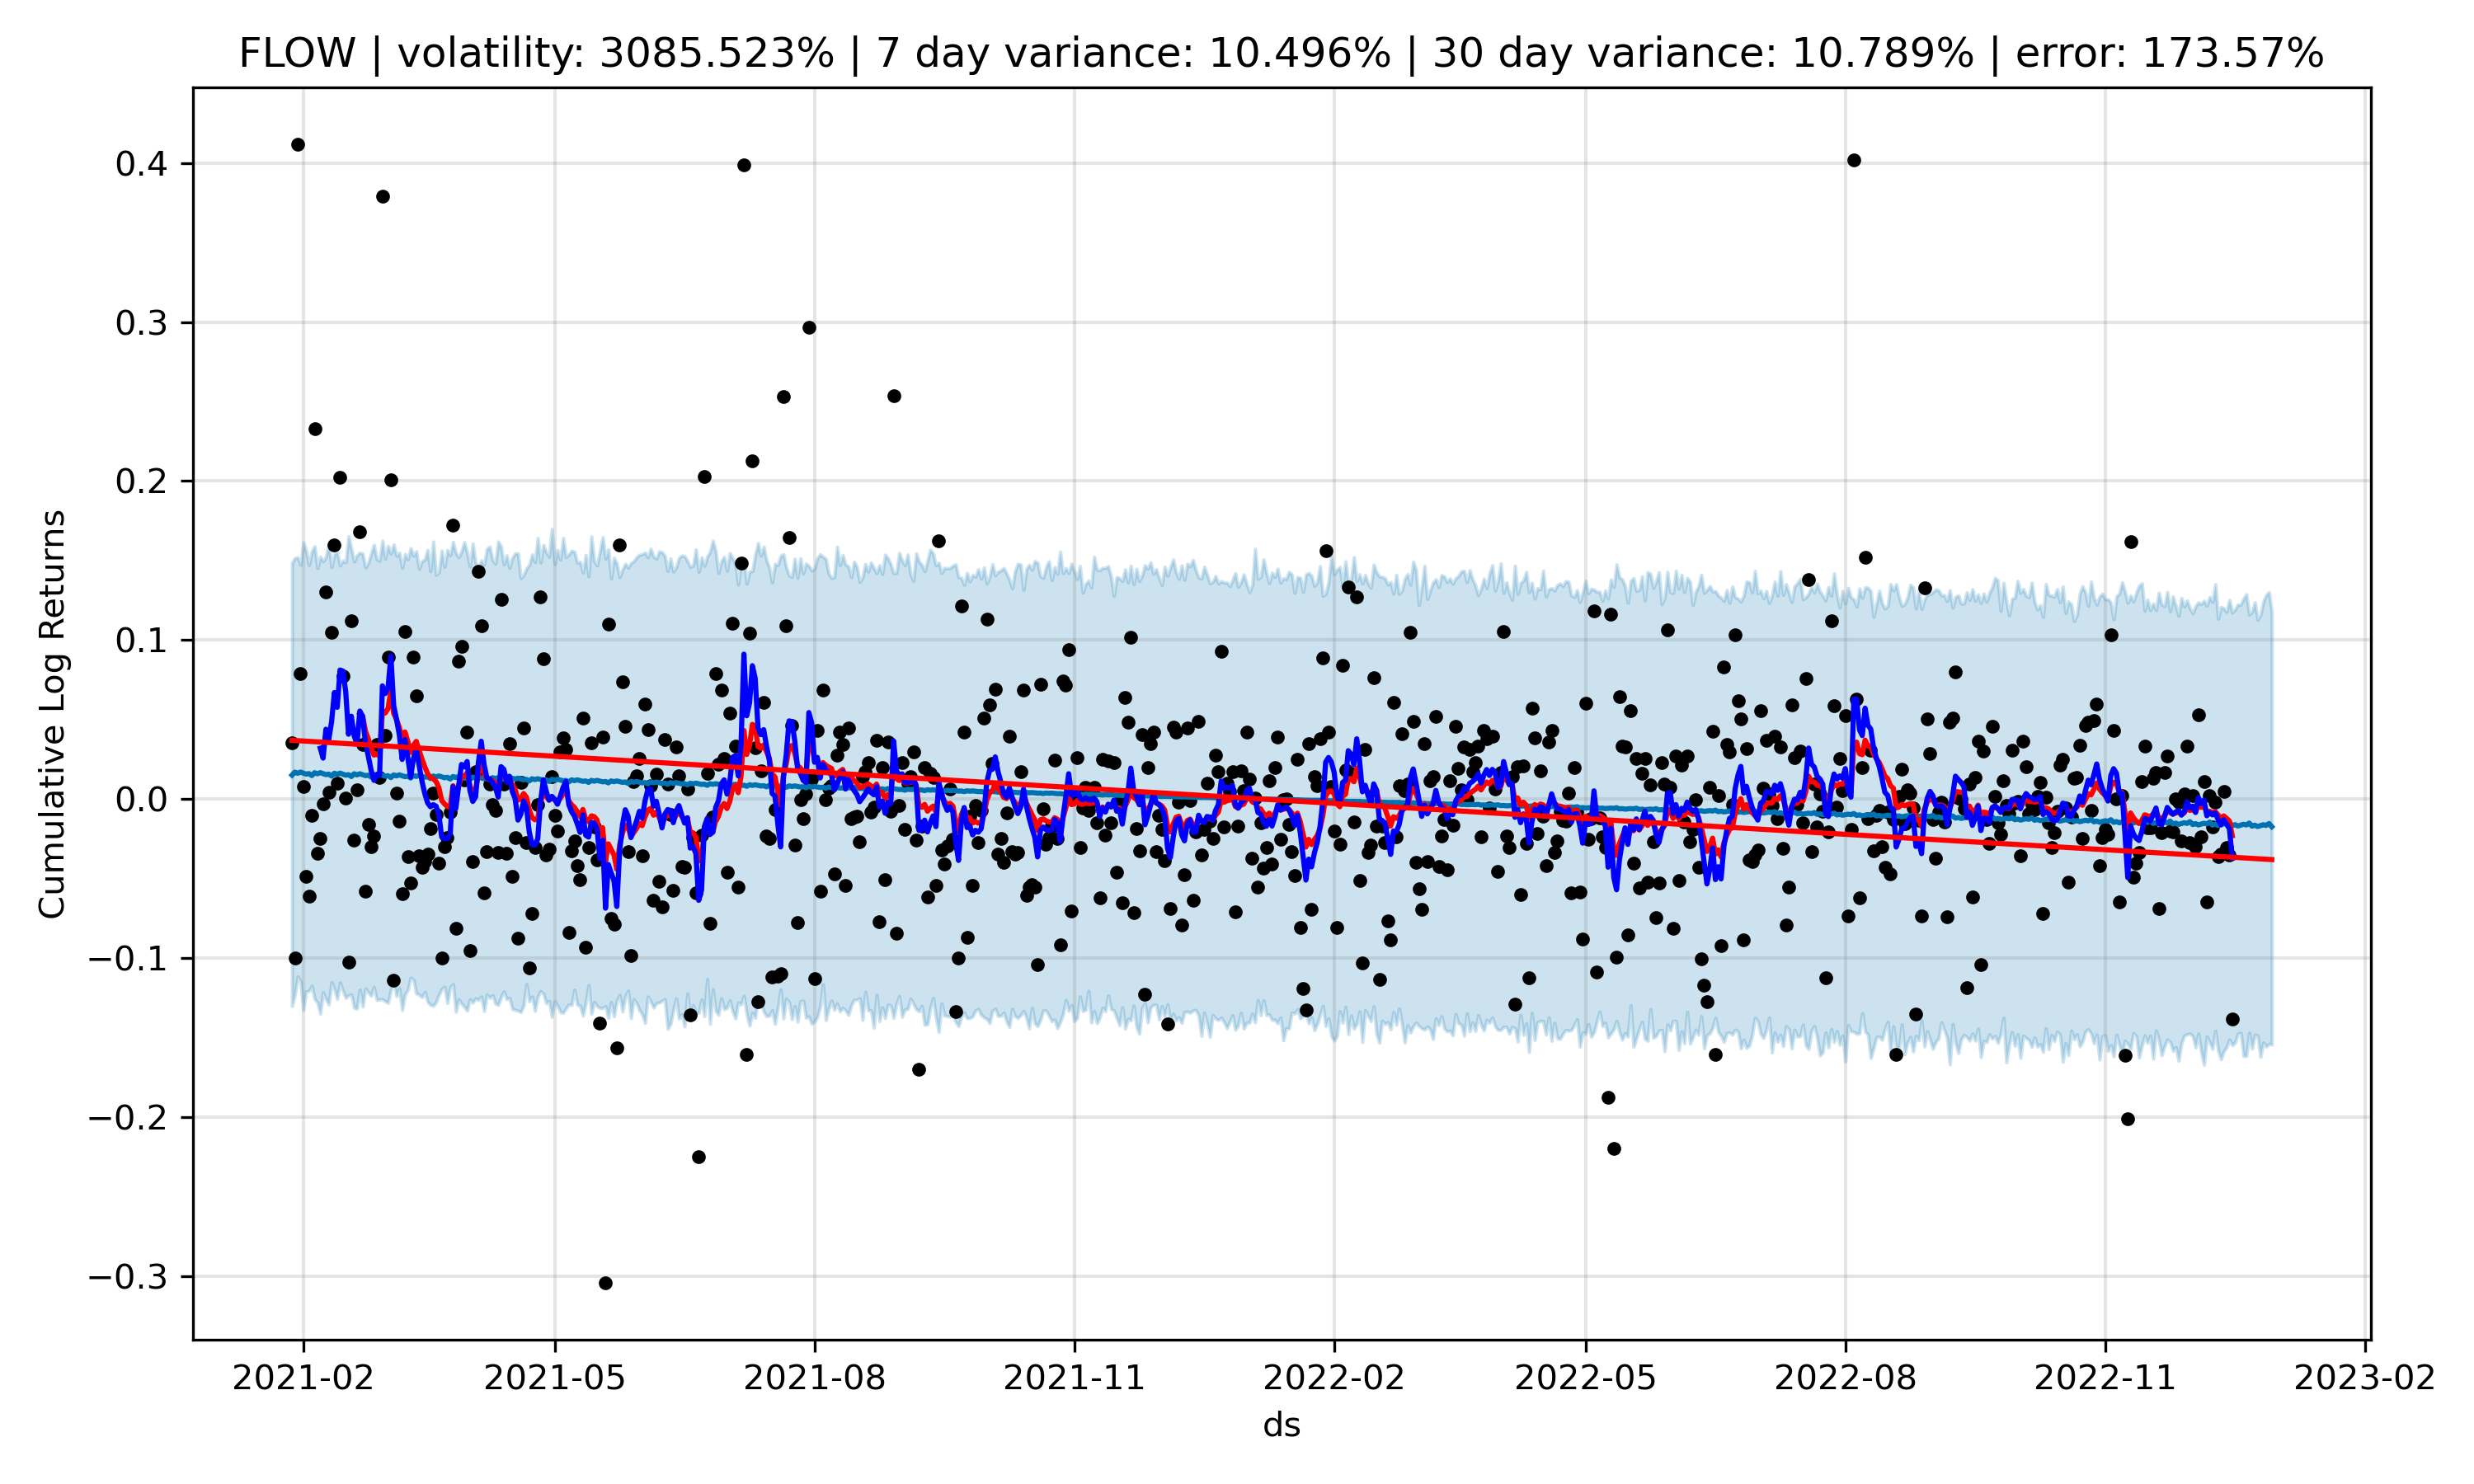 FLOW | volatility: 3085.523% | 7 day variance: 10.496% | 30 day variance: 10.789% | error: 173.57%
Cumulative Log Returns
0.4
0.3
0.2
0.1
0.0
−0.1
−0.2
−0.3
2021-02 2021-05 2021-08 2021-11 2022-02 2022-05 2022-08 2022-11 2023-02
ds